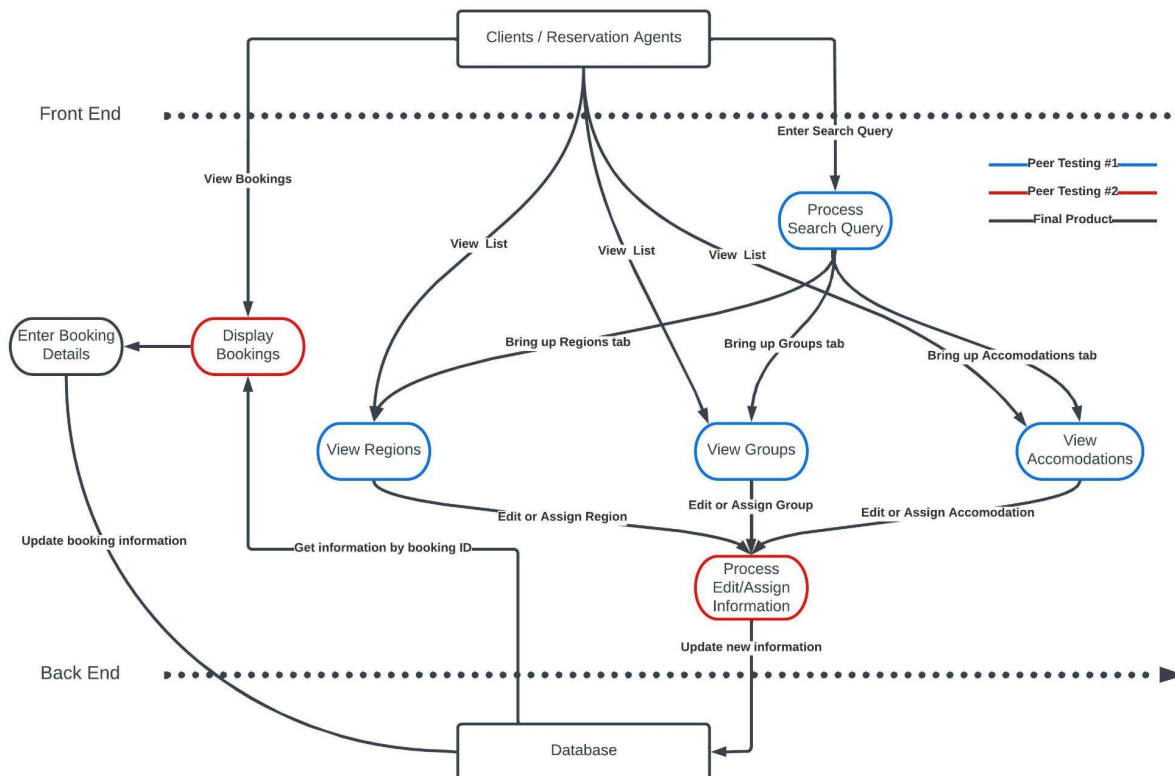 Clients / Reservation Agents
Front End
Enter Search Query
Peer Testing #1
View Bookings
Peer Testing #2
Process
Search Query
Final Product
View List
View List
View List
Enter Booking
Details
Display
Bookings
Bring up Regions tab
Bring up Groups tab
Bring up Accomodations tab
View Regions
View Groups
View
Accomodations
Edit or Assign Region
Edit or Assign Group
Edit or Assign Accomodation
Update booking information
Get information by booking ID
Process
Edit/Assign
Information
Update new information
Back End
Database